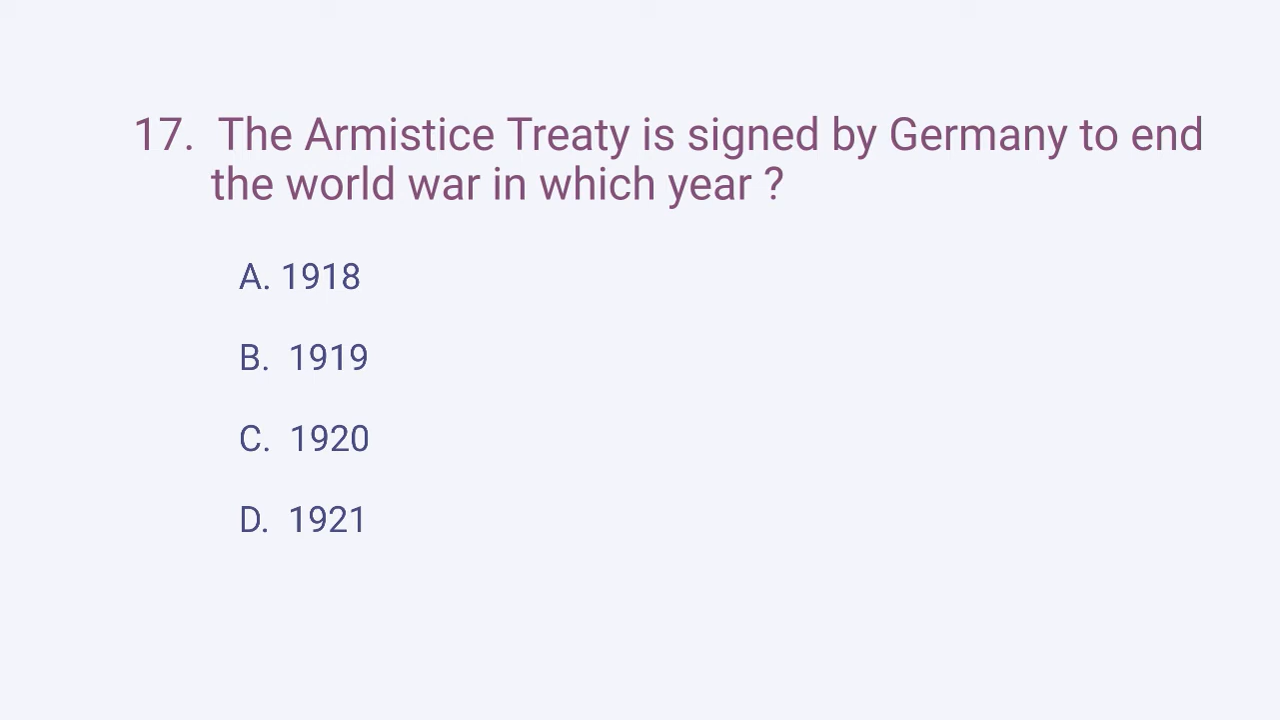 17. The Armistice Treaty is signed by Germany to end
the world war in which year ?
A. 1918
B. 1919
C. 1920
D. 1921